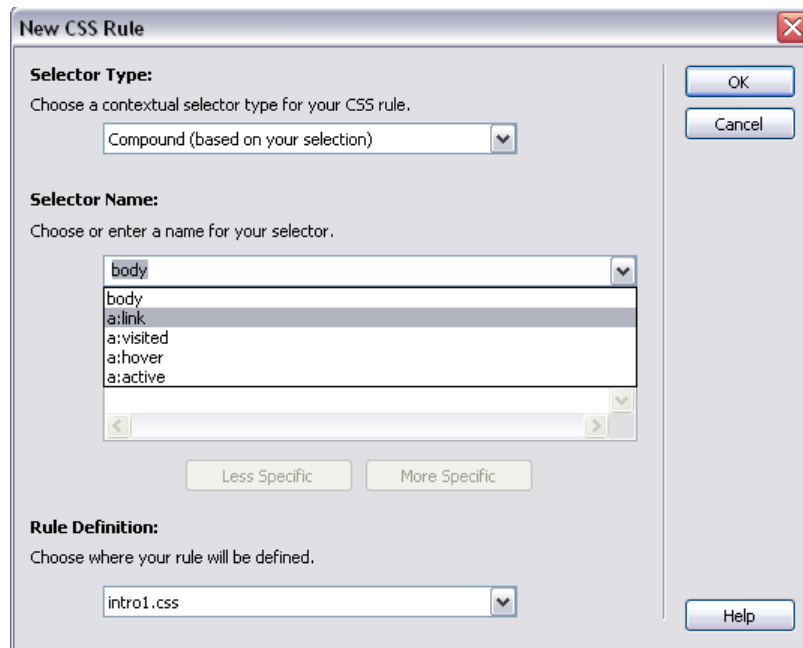 New CSS Rule
Selector Type:
Choose a contextual selector type for your CSS rule.
Compound (based on your selection)
OK
Cancel
Selector Name:
Choose or enter a name for your selector.
body
body
a:link
a:visited
a:hover
a:active
Less Specific
More Specific
Rule Definition:
Choose where your rule will be defined.
intro1.css
Help